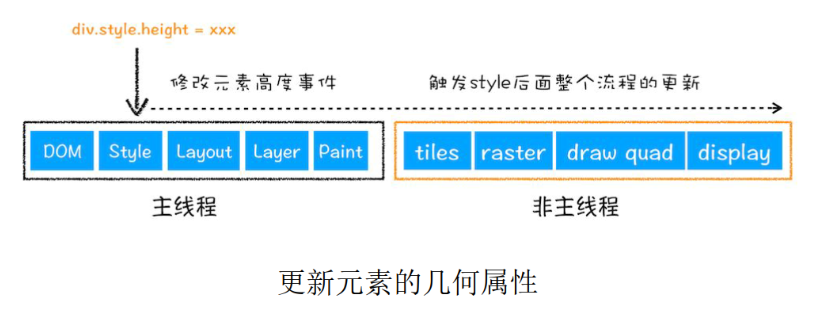 div.style.height = xxx
修改元素高度事件
触发style后面整个流程的更新
DOM Style Layout Layer Paint tiles raster draw quad display
主线程 非主线程
更新元素的几何属性